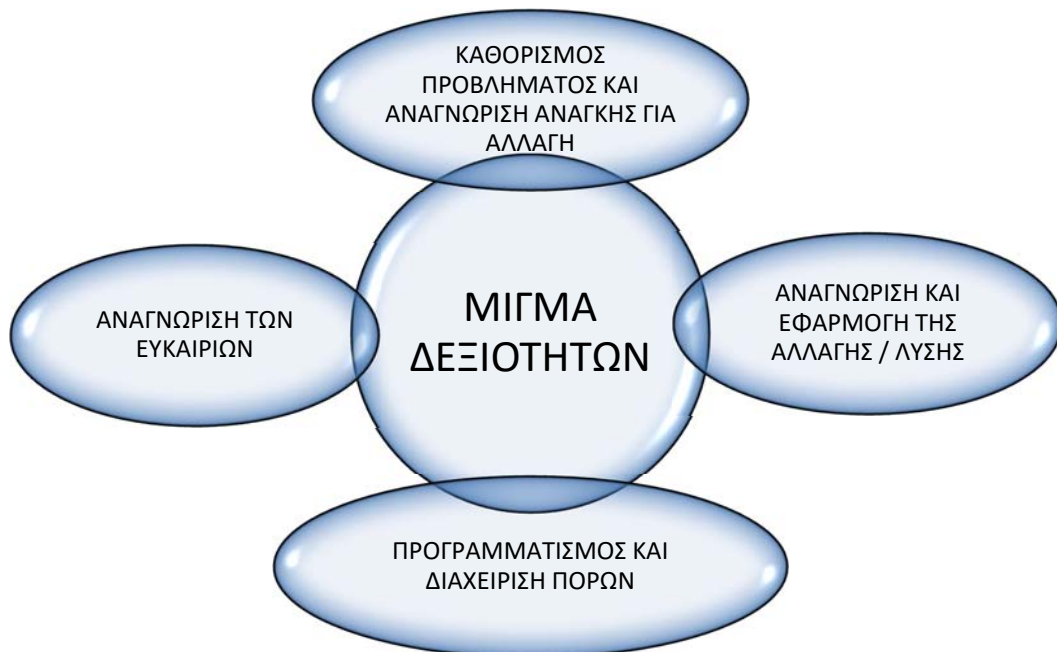 ΚΑΘΟΡΙΣΜΟΣ
ΠΡΟΒΛΗΜΑΤΟΣ ΚΑΙ
ΑΝΑΓΝΩΡΙΣΗ ΑΝΑΓΚΗΣ ΓΙΑ
ΑΛΛΑΓΗ
ΑΝΑΓΝΩΡΙΣΗ ΤΩΝ
ΕΥΚΑΙΡΙΩΝ
ΜΙΓΜΑ
ΔΕΞΙΟΤΗΤΩΝ
ΑΝΑΓΝΩΡΙΣΗ ΚΑΙ
ΕΦΑΡΜΟΓΗ ΤΗΣ
ΑΛΛΑΓΗΣ / ΛΥΣΗΣ
ΠΡΟΓΡΑΜΜΑΤΙΣΜΟΣ ΚΑΙ
ΔΙΑΧΕΙΡΙΣΗ ΠΟΡΩΝ